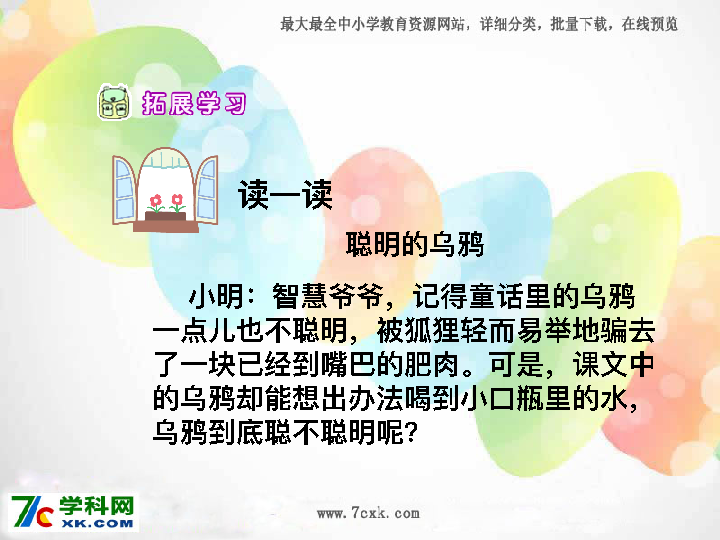 最大最全中小学教育资源网站，详细分类，批量下载，在线预览
拓展学习
读一读
聪明的乌鸦
小明：智慧爷爷，记得童话里的乌鸦
一点儿也不聪明，被狐狸轻而易举地骗去
了一块已经到嘴巴的肥肉。可是，课文中
的乌鸦却能想出办法喝到小口瓶里的水，
乌鸦到底聪不聪明呢？
7C学科网
XK.COM
www.7cxk.com